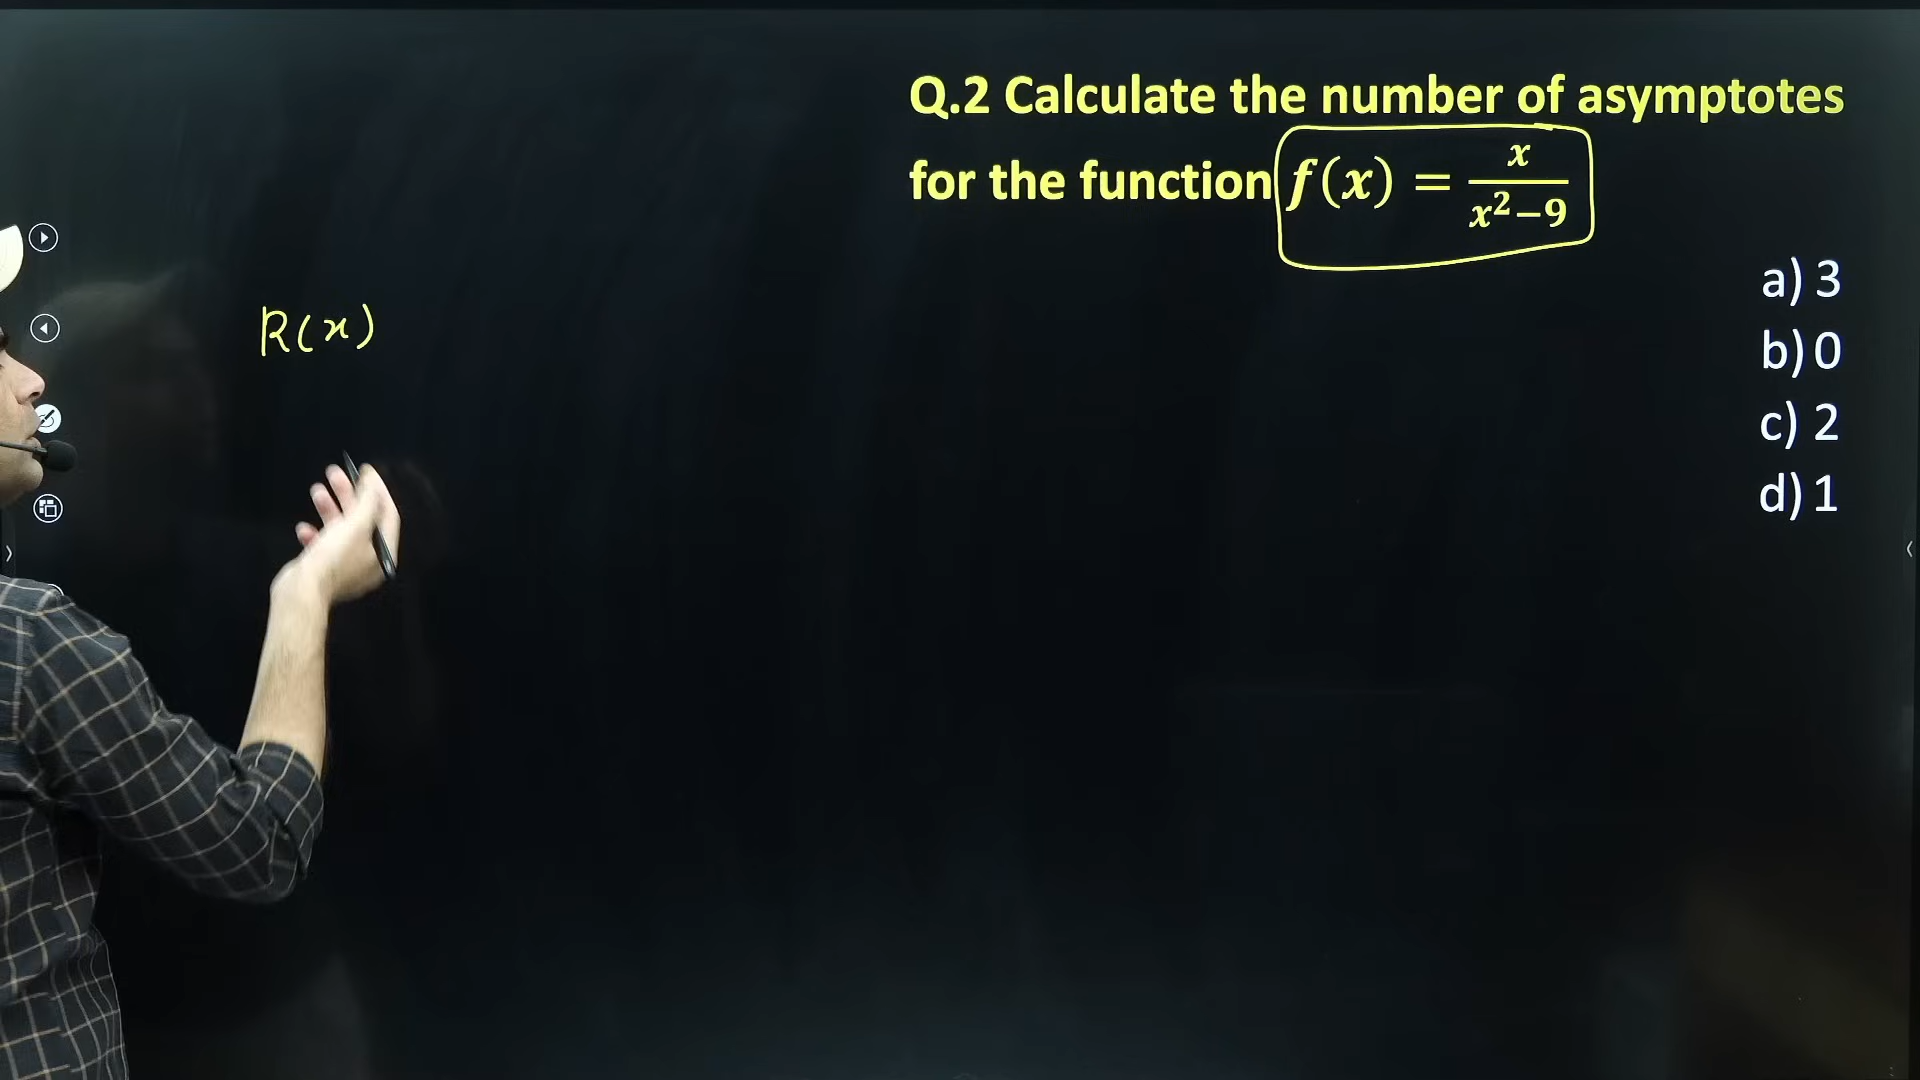 Q.2 Calculate the number of asymptotes
for the function f(x) = x/(x²−9)
a) 3
b) 0
c) 2
d) 1
R(x)